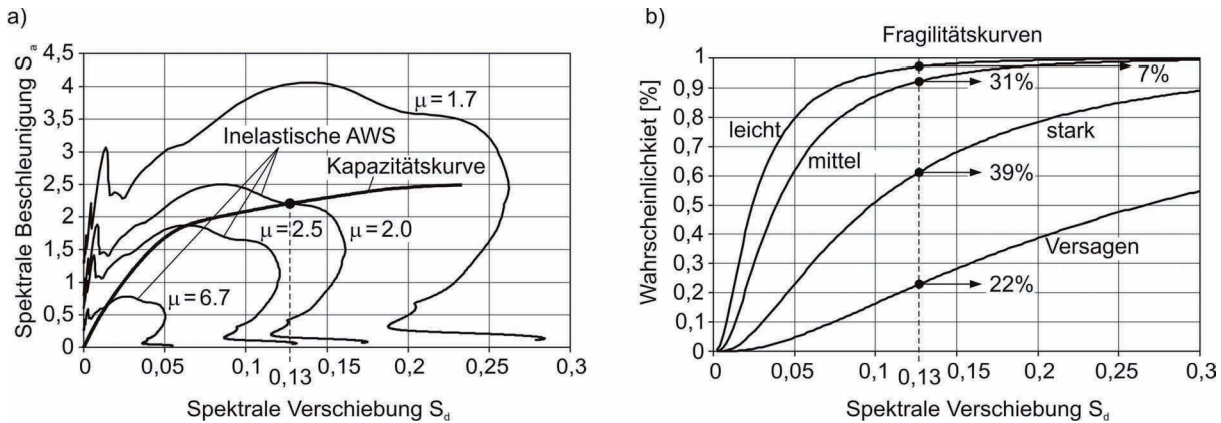 a)
Spektrale Beschleunigung Sa
4,5
4
3,5
3
2,5
2
1,5
1
0,5
0
μ = 1.7
Inelastische AWS
Kapazitätskurve
μ = 2.5
μ = 2.0
μ = 6.7
0
0,05
0,1
0,13
0,15
0,2
0,25
0,3
Spektrale Verschiebung Sd
b)
Fragilitätskurven
Wahrscheinlichkiet [%]
1
0,9
0,8
0,7
0,6
0,5
0,4
0,3
0,2
0,1
0
7%
31%
leicht
mittel
stark
39%
Versagen
22%
0
0,05
0,1
0,13
0,15
0,2
0,25
0,3
Spektrale Verschiebung Sd